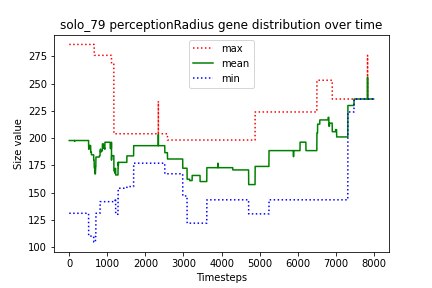 solo_79 perceptionRadius gene distribution over time
max
mean
min
Size value
275
250
225
200
175
150
125
100
0
1000
2000
3000
4000
5000
6000
7000
8000
Timesteps